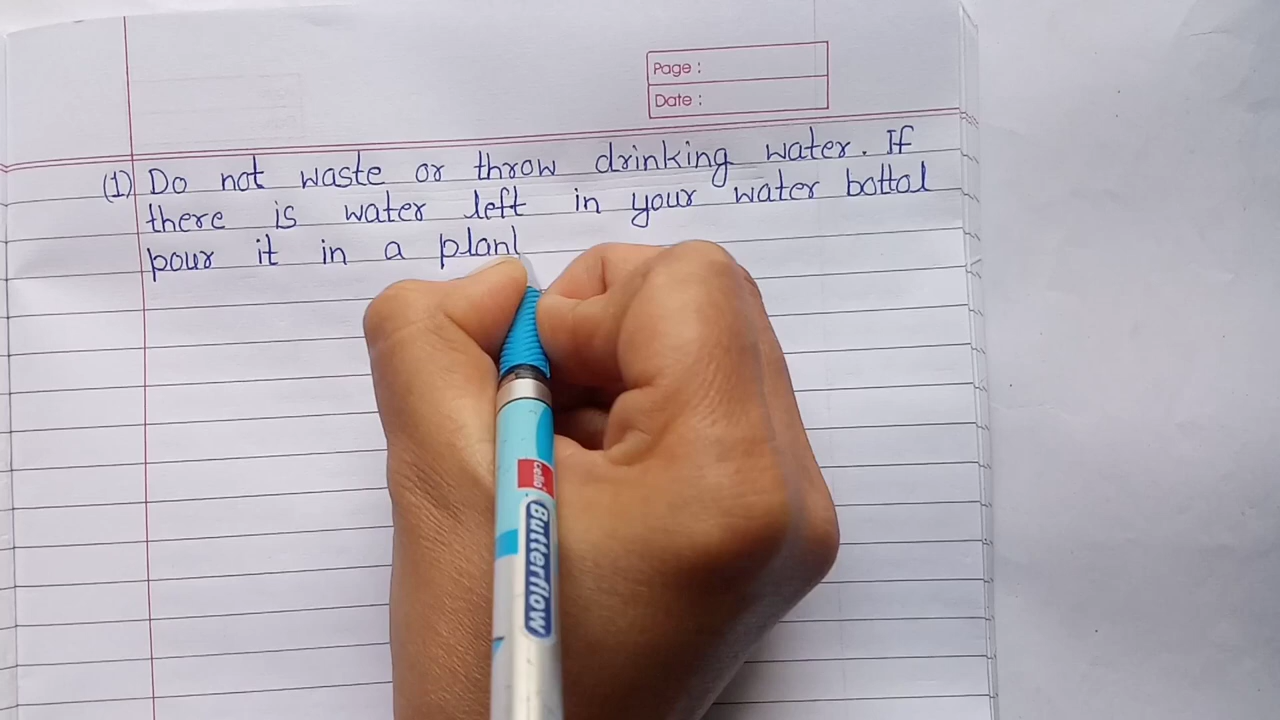 Page :
Date :
(1) Do not waste or throw drinking water. If
there is water left in your water bottol
pour it in a plant
cello
Butterflow